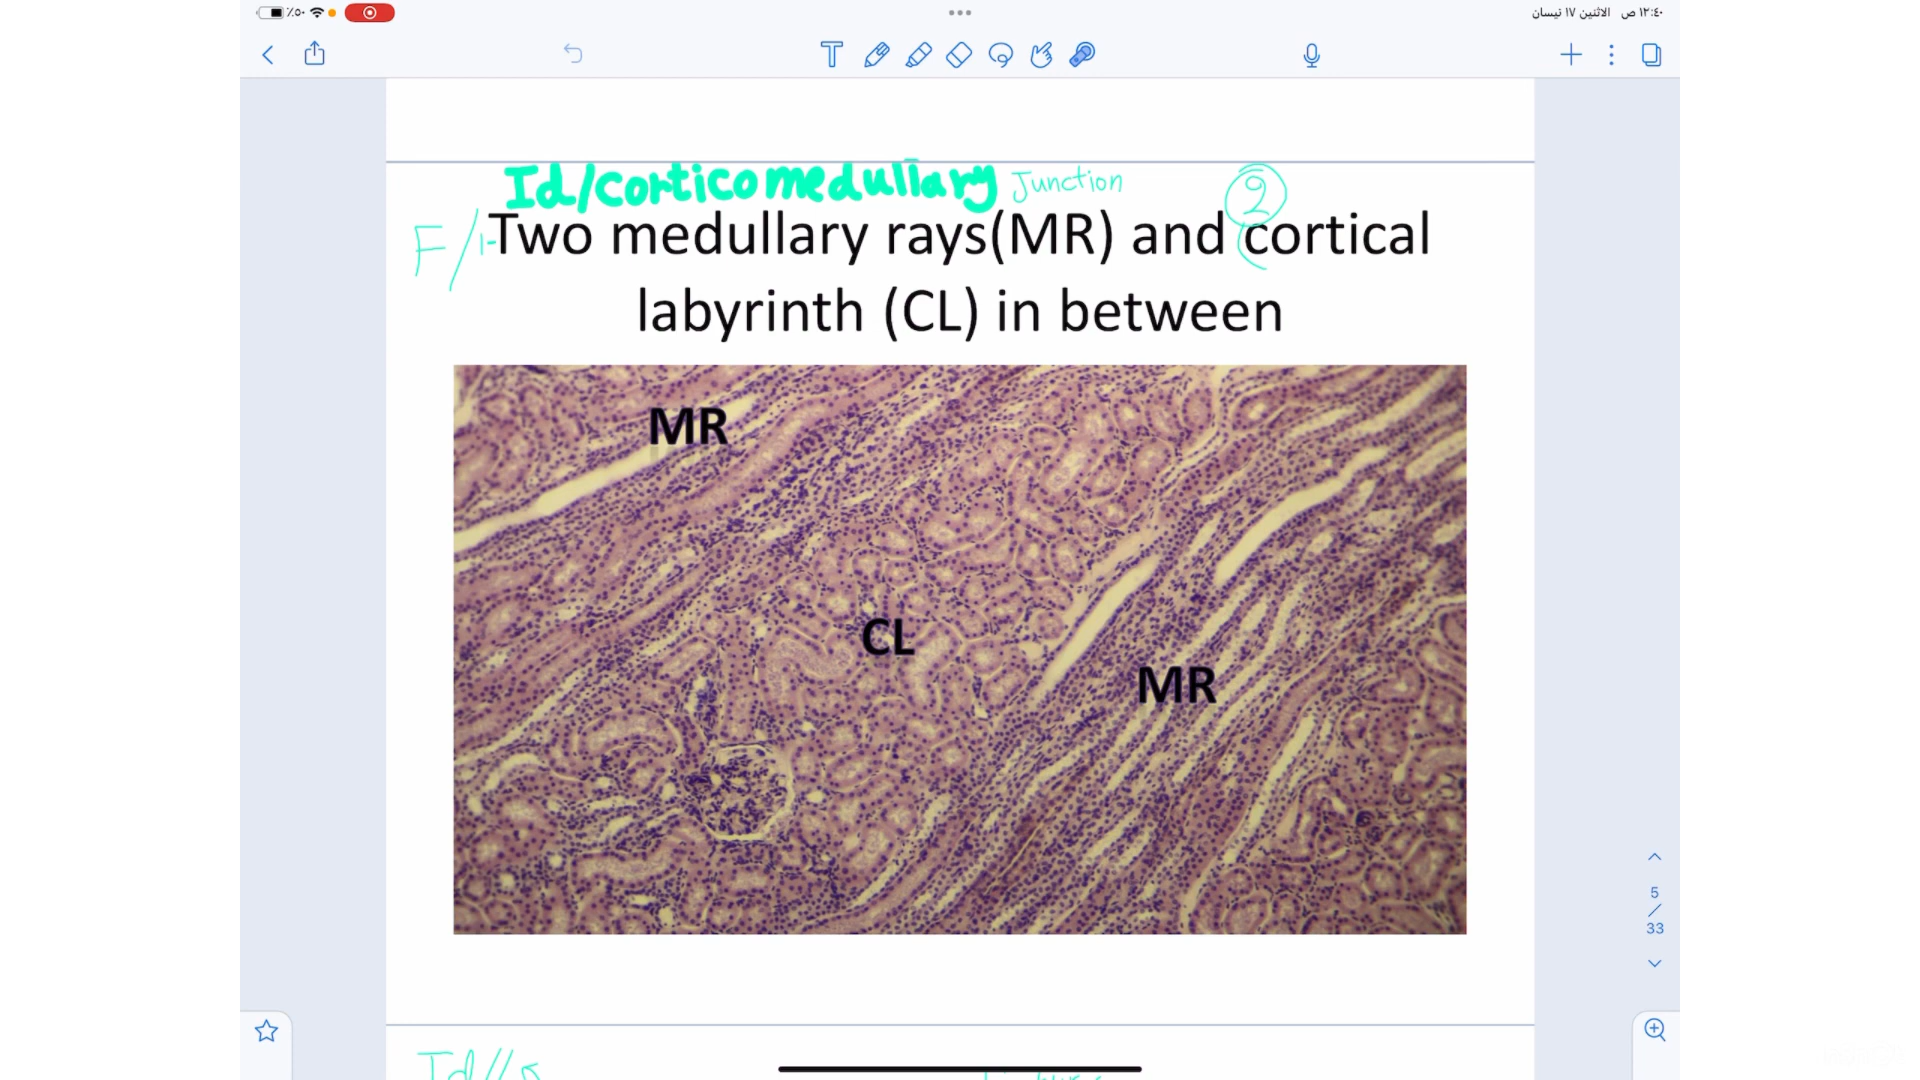 ٪٥٠
١٢:٤٠ ص الاثنين ١٧ نيسان
Id/corticomedullary Junction
2
F/1- Two medullary rays(MR) and cortical
labyrinth (CL) in between
MR
CL
MR
5
/
33
Id//